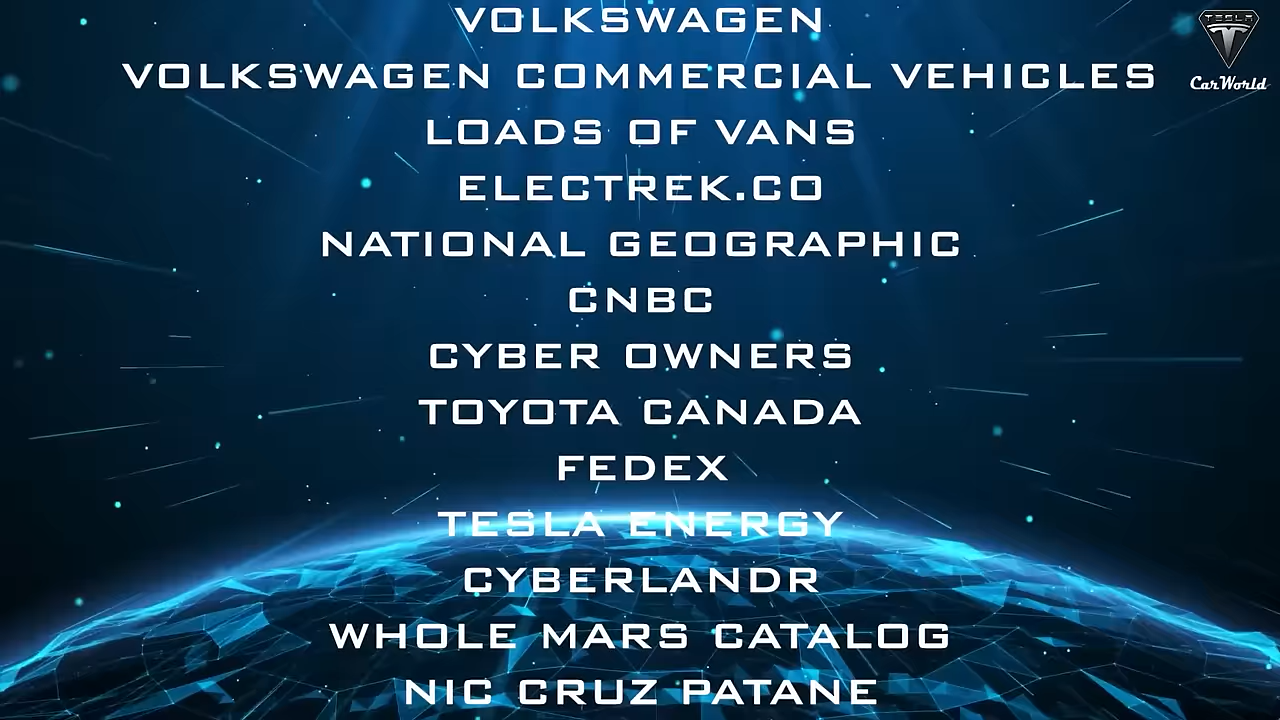 VOLKSWAGEN
VOLKSWAGEN COMMERCIAL VEHICLES
TESLA
CarWorld
LOADS OF VANS
ELECTREK.CO
NATIONAL GEOGRAPHIC
CNBC
CYBER OWNERS
TOYOTA CANADA
FEDEX
TESLA ENERGY
CYBERLANDR
WHOLE MARS CATALOG
NIC CRUZ PATANE